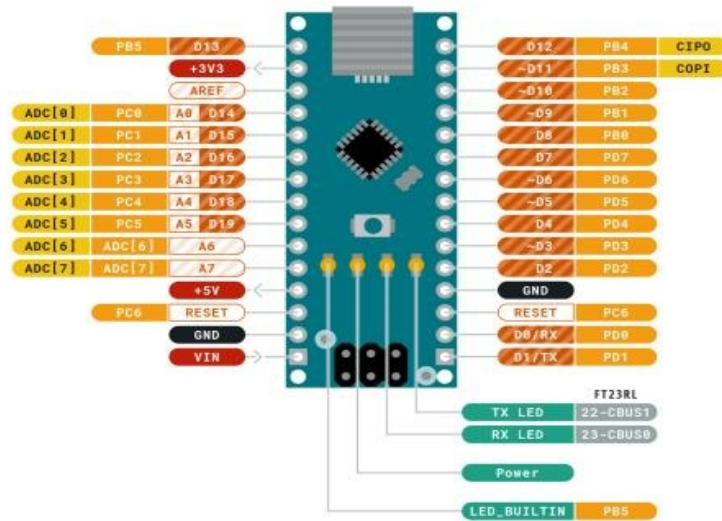 PB5 D13 D12 PB4 CIPO
+3V3 ~D11 PB3 COPI
AREF ~D10 PB2
ADC[0] PC0 A0 D14 ~D9 PB1
ADC[1] PC1 A1 D15 D8 PB0
ADC[2] PC2 A2 D16 D7 PD7
ADC[3] PC3 A3 D17 ~D6 PD6
ADC[4] PC4 A4 D18 ~D5 PD5
ADC[5] PC5 A5 D19 D4 PD4
ADC[6] ADC[6] A6 ~D3 PD3
ADC[7] ADC[7] A7 D2 PD2
+5V GND
PC6 RESET RESET PC6
GND D0/RX PD0
VIN D1/TX PD1
FT23RL
TX LED 22-CBUS1
RX LED 23-CBUS0
Power
LED_BUILTIN PB5